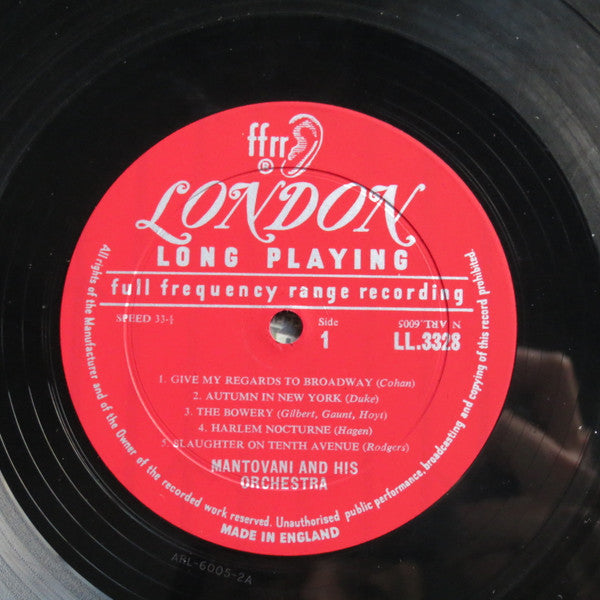 ffrr
®
LONDON
LONG PLAYING
full frequency range recording
SPEED 33⅓
Side
1
N ARL.6005
LL.3328
1. GIVE MY REGARDS TO BROADWAY (Cohan)
2. AUTUMN IN NEW YORK (Duke)
3. THE BOWERY (Gilbert, Gaunt, Hoyt)
4. HARLEM NOCTURNE (Hagen)
5. SLAUGHTER ON TENTH AVENUE (Rodgers)
MANTOVANI AND HIS
ORCHESTRA
All rights of the Manufacturer and of the Owner of the recorded work reserved. Unauthorised public performance, broadcasting and copying of this record prohibited.
MADE IN ENGLAND
ARL-6005-2A